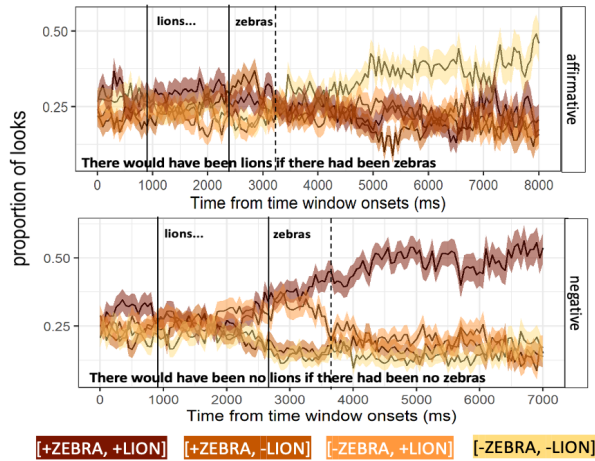 lions... zebras
0.50
0.25
There would have been lions if there had been zebras
affirmative
0 1000 2000 3000 4000 5000 6000 7000 8000
Time from time window onsets (ms)
proportion of looks
lions... zebras
0.50
0.25
There would have been no lions if there had been no zebras
negative
0 1000 2000 3000 4000 5000 6000 7000
Time from time window onsets (ms)
[+ZEBRA, +LION] [+ZEBRA, -LION] [-ZEBRA, +LION] [-ZEBRA, -LION]